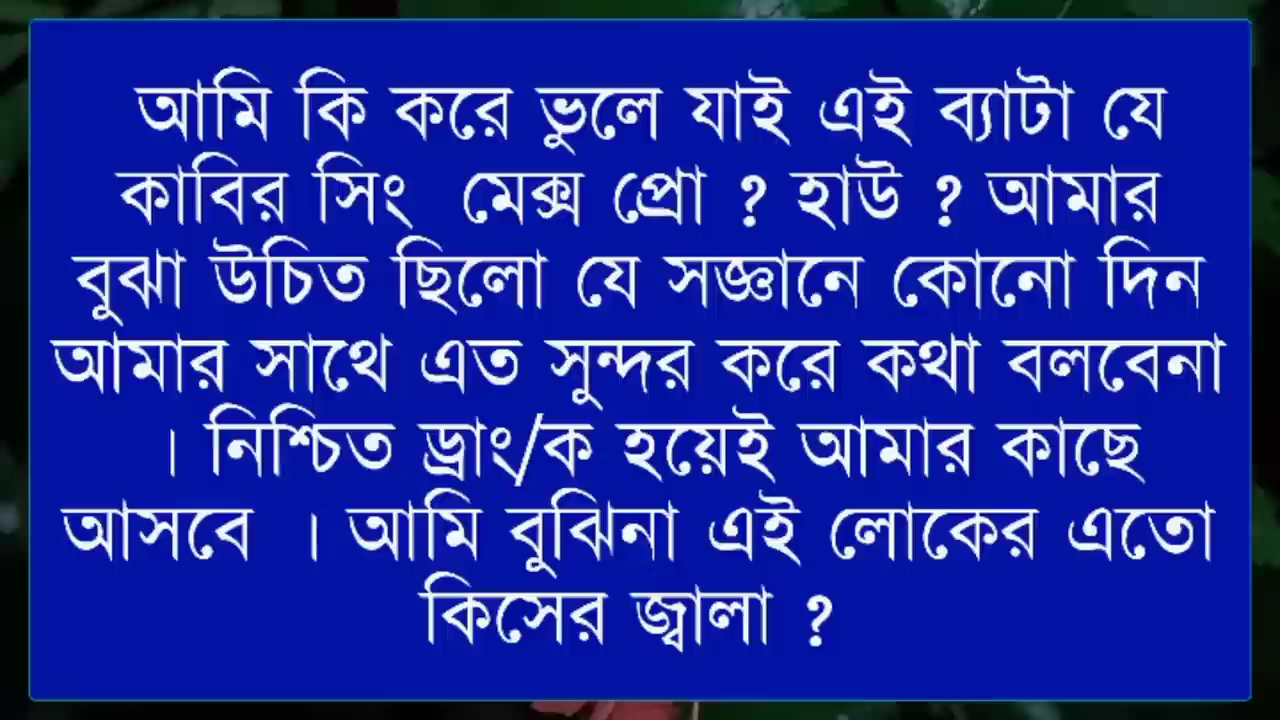 আমি কি করে ভুলে যাই এই ব্যাটা যে
কাবির সিং মেক্স প্রো ? হাউ ? আমার
বুঝা উচিত ছিলো যে সজ্ঞানে কোনো দিন
আমার সাথে এত সুন্দর করে কথা বলবেনা
। নিশ্চিত ড্রাং/ক হয়েই আমার কাছে
আসবে । আমি বুঝিনা এই লোকের এতো
কিসের জ্বালা ?